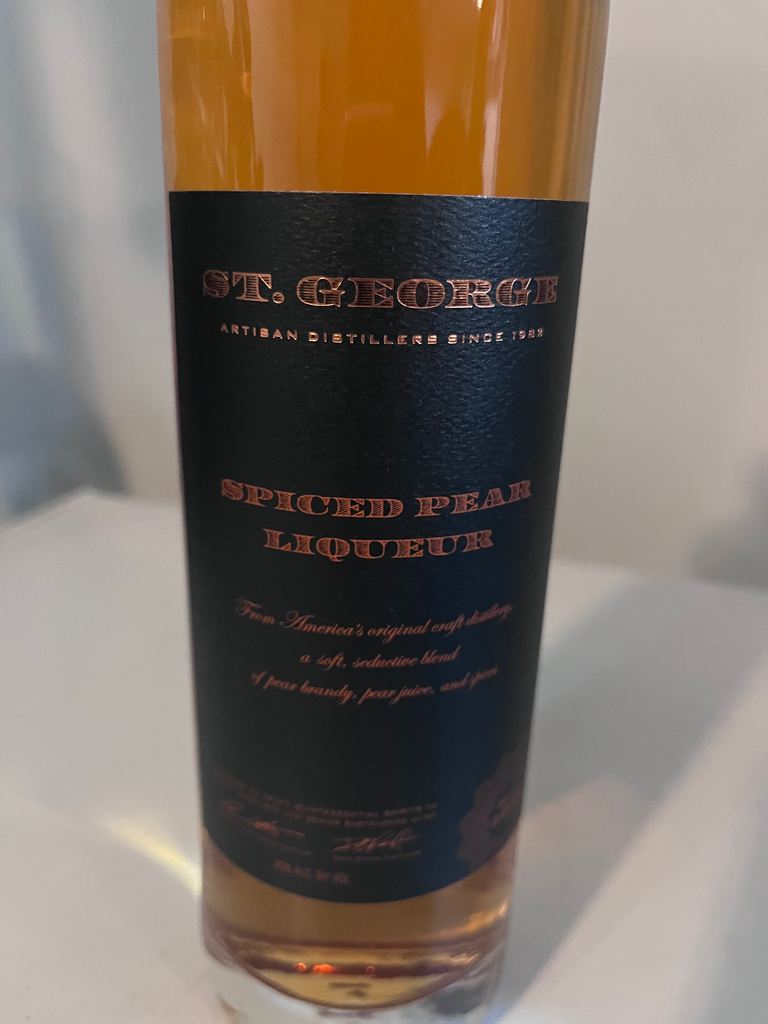 ST. GEORGE
ARTISAN DISTILLERS SINCE 1982
SPICED PEAR
LIQUEUR
From America's original craft distillery,
a soft, seductive blend
of pear brandy, pear juice, and spices